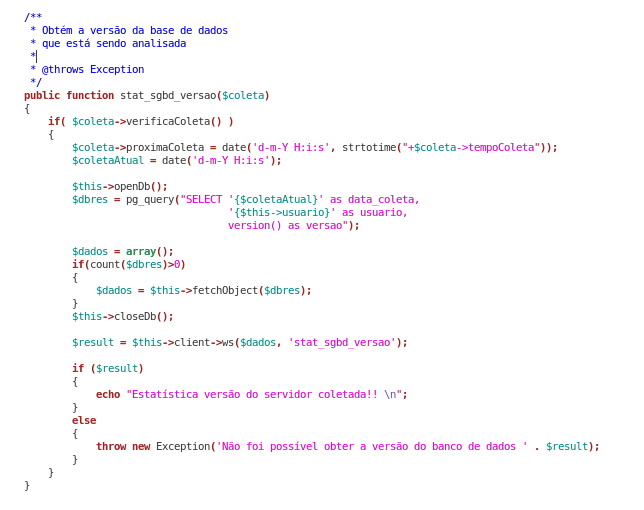 /**
 * Obtém a versão da base de dados
 * que está sendo analisada
 *
 * @throws Exception
 */
public function stat_sgbd_versao($coleta)
{
    if( $coleta->verificaColeta() )
    {
        $coleta->proximaColeta = date('d-m-Y H:i:s', strtotime("+$coleta->tempoColeta"));
        $coletaAtual = date('d-m-Y H:i:s');

        $this->openDb();
        $dbres = pg_query("SELECT '{$coletaAtual}' as data_coleta,
                                  '{$this->usuario}' as usuario,
                                  version() as versao");

        $dados = array();
        if(count($dbres)>0)
        {
            $dados = $this->fetchObject($dbres);
        }
        $this->closeDb();

        $result = $this->client->ws($dados, 'stat_sgbd_versao');

        if ($result)
        {
            echo "Estatística versão do servidor coletada!! \n";
        }
        else
        {
            throw new Exception('Não foi possível obter a versão do banco de dados ' . $result);
        }
    }
}